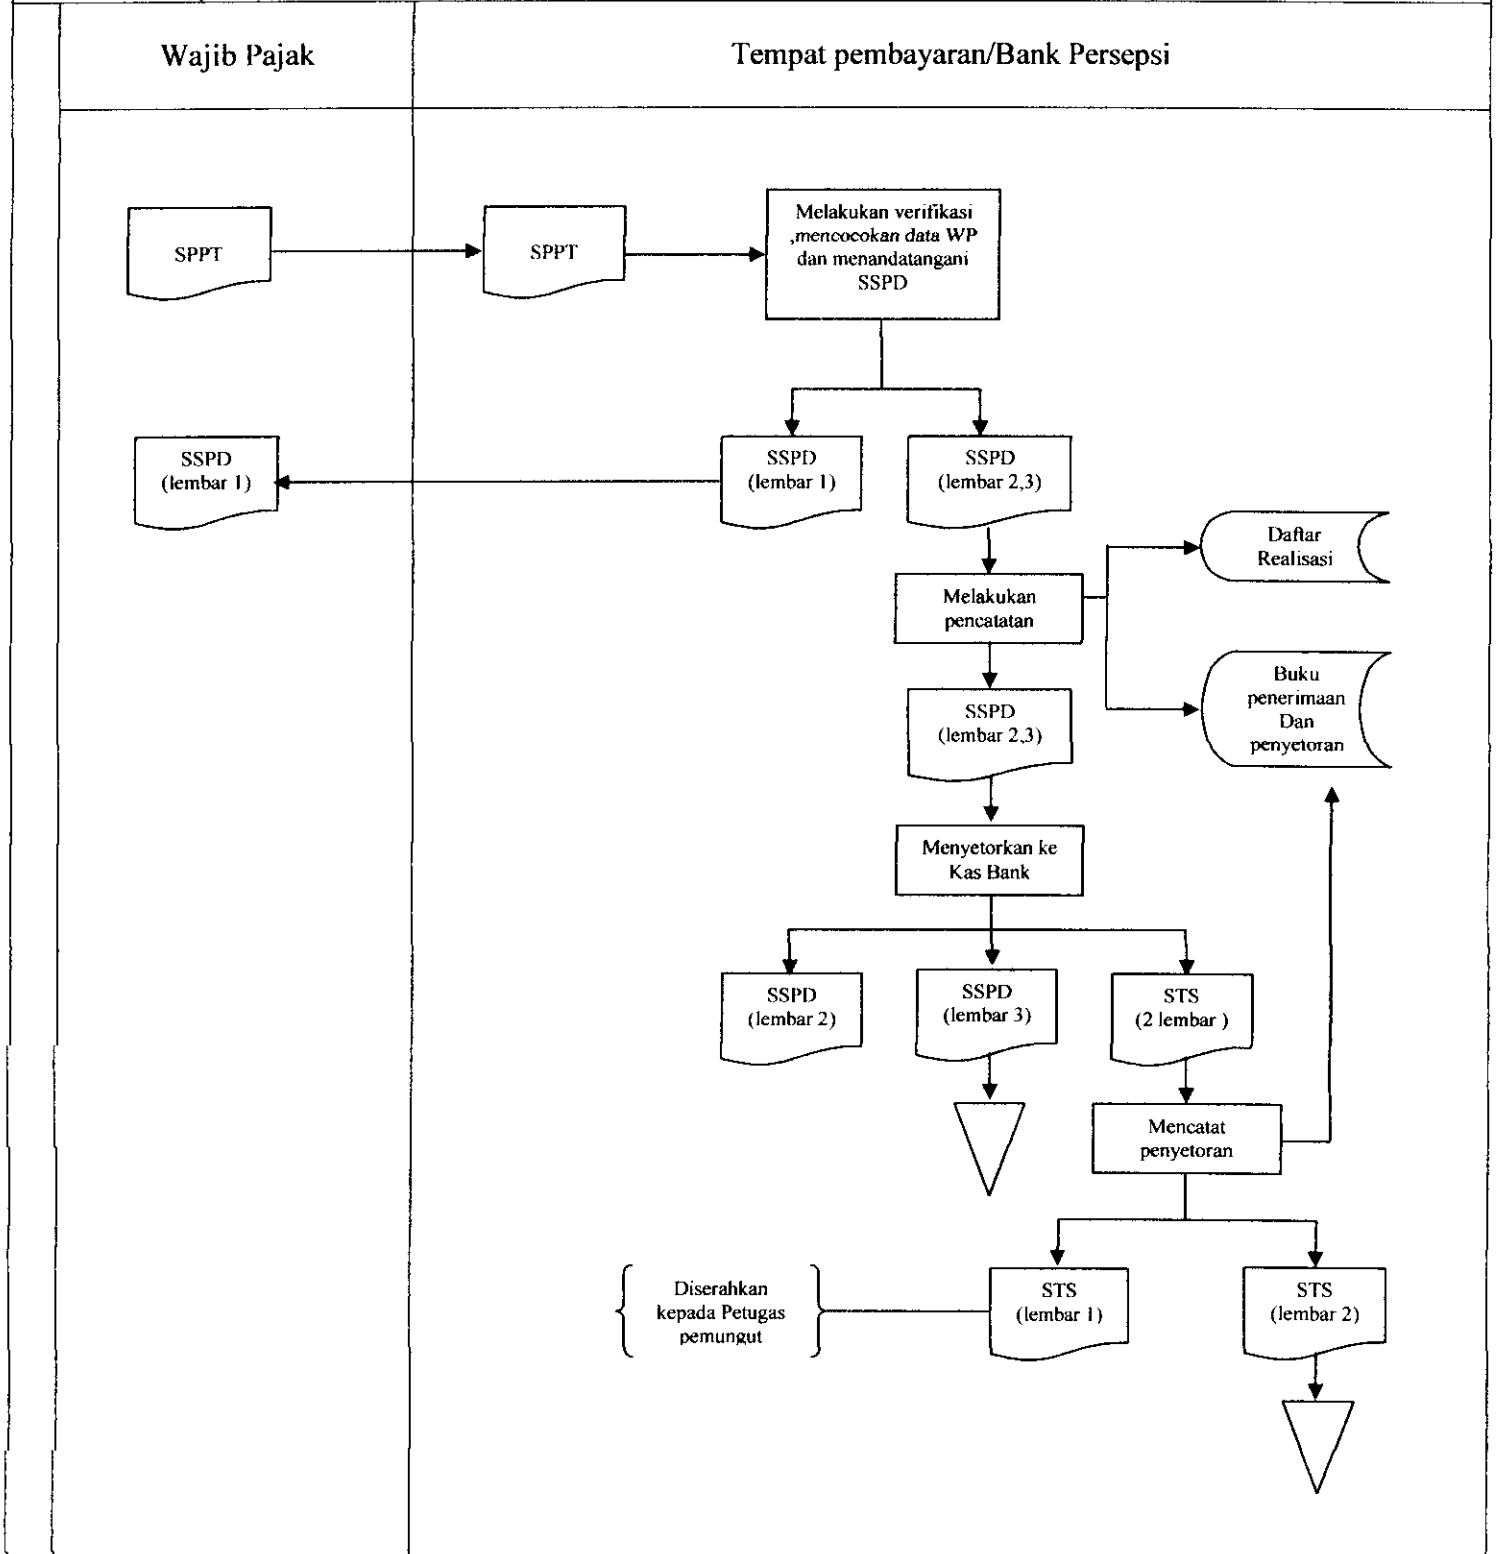 Wajib Pajak
Tempat pembayaran/Bank Persepsi
SPPT
SPPT
Melakukan verifikasi
,mencocokan data WP
dan menandatangani
SSPD
SSPD
(lembar 1)
SSPD
(lembar 1)
SSPD
(lembar 2,3)
Daftar
Realisasi
Melakukan
pencatatan
Buku
penerimaan
Dan
penyetoran
SSPD
(lembar 2,3)
Menyetorkan ke
Kas Bank
SSPD
(lembar 2)
SSPD
(lembar 3)
STS
(2 lembar )
Mencatat
penyetoran
Diserahkan
kepada Petugas
pemungut
STS
(lembar 1)
STS
(lembar 2)